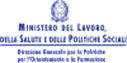 MINISTERO DEL LAVORO,
DELLA SALUTE E DELLE POLITICHE SOCIALI
Direzione Generale per le Politiche
per l'Orientamento e la Formazione